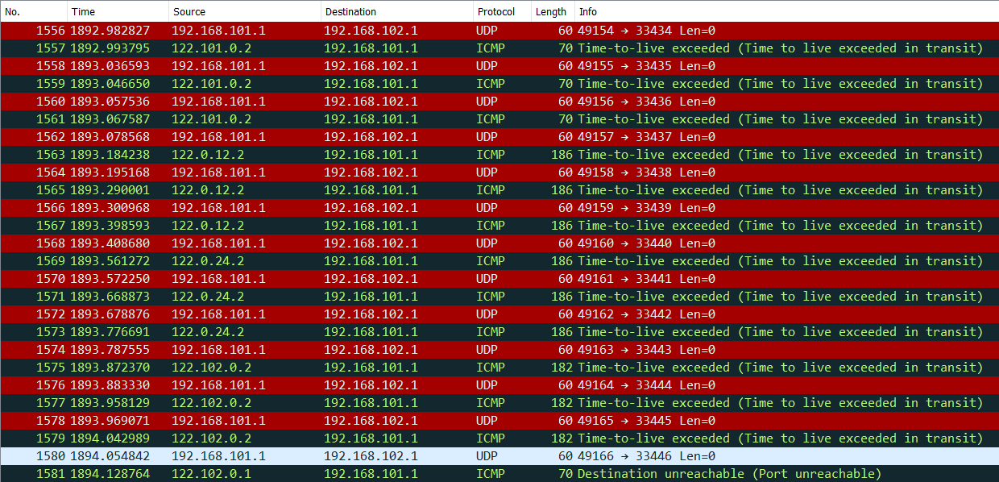 No. Time Source Destination Protocol Length Info
1556 1892.982827 192.168.101.1 192.168.102.1 UDP 60 49154 → 33434 Len=0
1557 1892.993795 122.101.0.2 192.168.101.1 ICMP 70 Time-to-live exceeded (Time to live exceeded in transit)
1558 1893.036593 192.168.101.1 192.168.102.1 UDP 60 49155 → 33435 Len=0
1559 1893.046650 122.101.0.2 192.168.101.1 ICMP 70 Time-to-live exceeded (Time to live exceeded in transit)
1560 1893.057536 192.168.101.1 192.168.102.1 UDP 60 49156 → 33436 Len=0
1561 1893.067587 122.101.0.2 192.168.101.1 ICMP 70 Time-to-live exceeded (Time to live exceeded in transit)
1562 1893.078568 192.168.101.1 192.168.102.1 UDP 60 49157 → 33437 Len=0
1563 1893.184238 122.0.12.2 192.168.101.1 ICMP 186 Time-to-live exceeded (Time to live exceeded in transit)
1564 1893.195168 192.168.101.1 192.168.102.1 UDP 60 49158 → 33438 Len=0
1565 1893.290001 122.0.12.2 192.168.101.1 ICMP 186 Time-to-live exceeded (Time to live exceeded in transit)
1566 1893.300968 192.168.101.1 192.168.102.1 UDP 60 49159 → 33439 Len=0
1567 1893.398593 122.0.12.2 192.168.101.1 ICMP 186 Time-to-live exceeded (Time to live exceeded in transit)
1568 1893.408680 192.168.101.1 192.168.102.1 UDP 60 49160 → 33440 Len=0
1569 1893.561272 122.0.24.2 192.168.101.1 ICMP 186 Time-to-live exceeded (Time to live exceeded in transit)
1570 1893.572250 192.168.101.1 192.168.102.1 UDP 60 49161 → 33441 Len=0
1571 1893.668873 122.0.24.2 192.168.101.1 ICMP 186 Time-to-live exceeded (Time to live exceeded in transit)
1572 1893.678876 192.168.101.1 192.168.102.1 UDP 60 49162 → 33442 Len=0
1573 1893.776691 122.0.24.2 192.168.101.1 ICMP 186 Time-to-live exceeded (Time to live exceeded in transit)
1574 1893.787555 192.168.101.1 192.168.102.1 UDP 60 49163 → 33443 Len=0
1575 1893.872370 122.102.0.2 192.168.101.1 ICMP 182 Time-to-live exceeded (Time to live exceeded in transit)
1576 1893.883330 192.168.101.1 192.168.102.1 UDP 60 49164 → 33444 Len=0
1577 1893.958129 122.102.0.2 192.168.101.1 ICMP 182 Time-to-live exceeded (Time to live exceeded in transit)
1578 1893.969071 192.168.101.1 192.168.102.1 UDP 60 49165 → 33445 Len=0
1579 1894.042989 122.102.0.2 192.168.101.1 ICMP 182 Time-to-live exceeded (Time to live exceeded in transit)
1580 1894.054842 192.168.101.1 192.168.102.1 UDP 60 49166 → 33446 Len=0
1581 1894.128764 122.102.0.1 192.168.101.1 ICMP 70 Destination unreachable (Port unreachable)